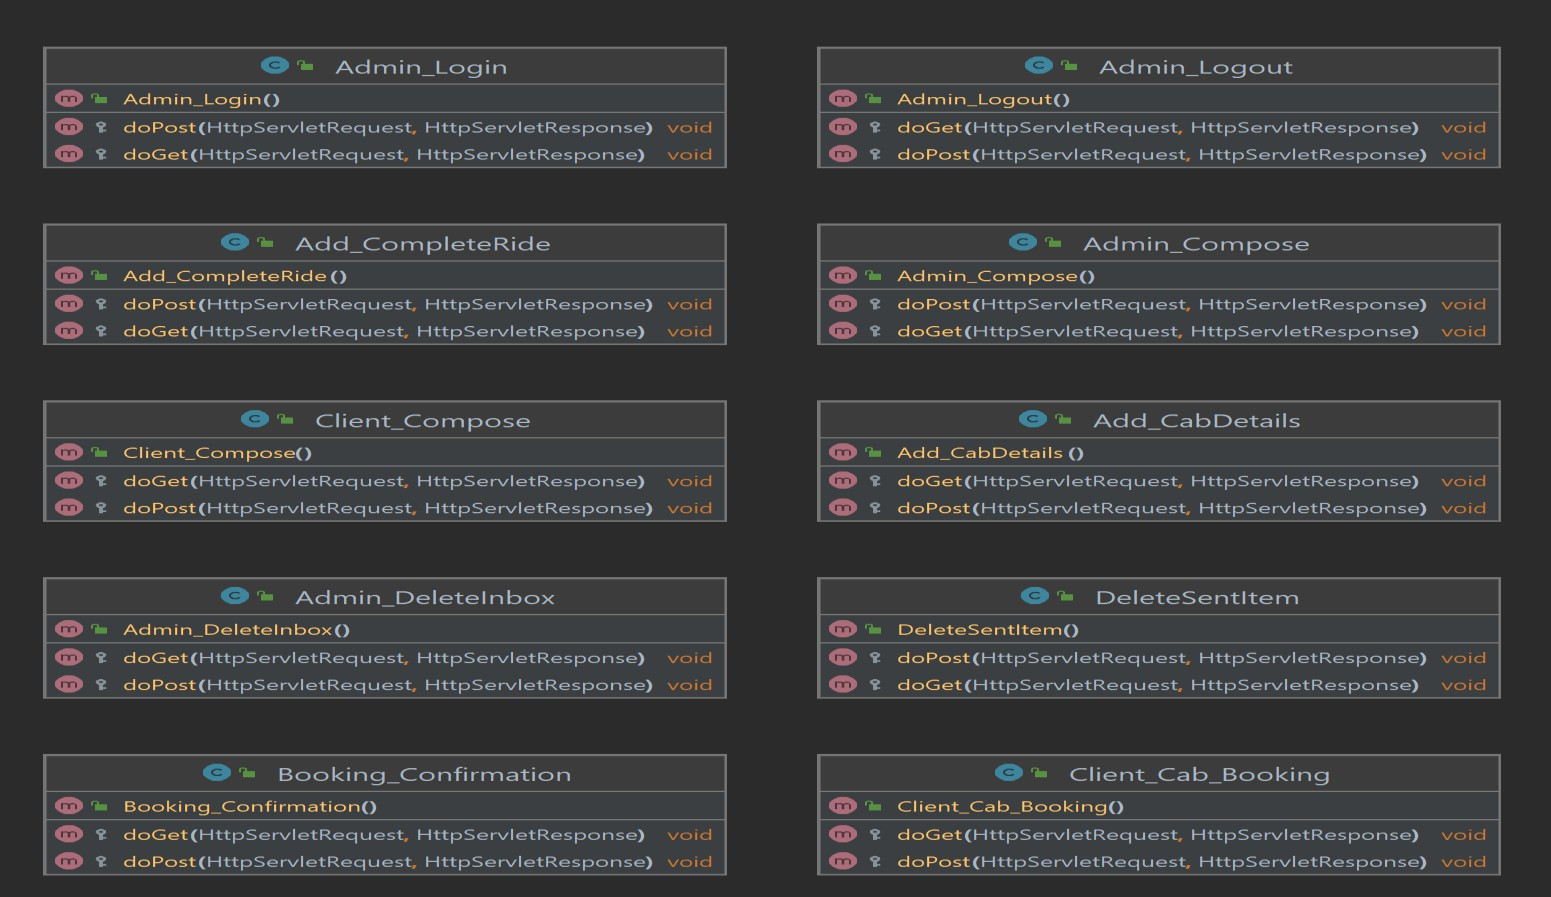 Admin_Login
Admin_Login()
doPost(HttpServletRequest, HttpServletResponse) void
doGet(HttpServletRequest, HttpServletResponse) void
Admin_Logout
Admin_Logout()
doGet(HttpServletRequest, HttpServletResponse) void
doPost(HttpServletRequest, HttpServletResponse) void
Add_CompleteRide
Add_CompleteRide()
doPost(HttpServletRequest, HttpServletResponse) void
doGet(HttpServletRequest, HttpServletResponse) void
Admin_Compose
Admin_Compose()
doPost(HttpServletRequest, HttpServletResponse) void
doGet(HttpServletRequest, HttpServletResponse) void
Client_Compose
Client_Compose()
doGet(HttpServletRequest, HttpServletResponse) void
doPost(HttpServletRequest, HttpServletResponse) void
Add_CabDetails
Add_CabDetails ()
doGet(HttpServletRequest, HttpServletResponse) void
doPost(HttpServletRequest, HttpServletResponse) void
Admin_DeleteInbox
Admin_DeleteInbox()
doGet(HttpServletRequest, HttpServletResponse) void
doPost(HttpServletRequest, HttpServletResponse) void
DeleteSentItem
DeleteSentItem()
doPost(HttpServletRequest, HttpServletResponse) void
doGet(HttpServletRequest, HttpServletResponse) void
Booking_Confirmation
Booking_Confirmation()
doGet(HttpServletRequest, HttpServletResponse) void
doPost(HttpServletRequest, HttpServletResponse) void
Client_Cab_Booking
Client_Cab_Booking()
doGet(HttpServletRequest, HttpServletResponse) void
doPost(HttpServletRequest, HttpServletResponse) void